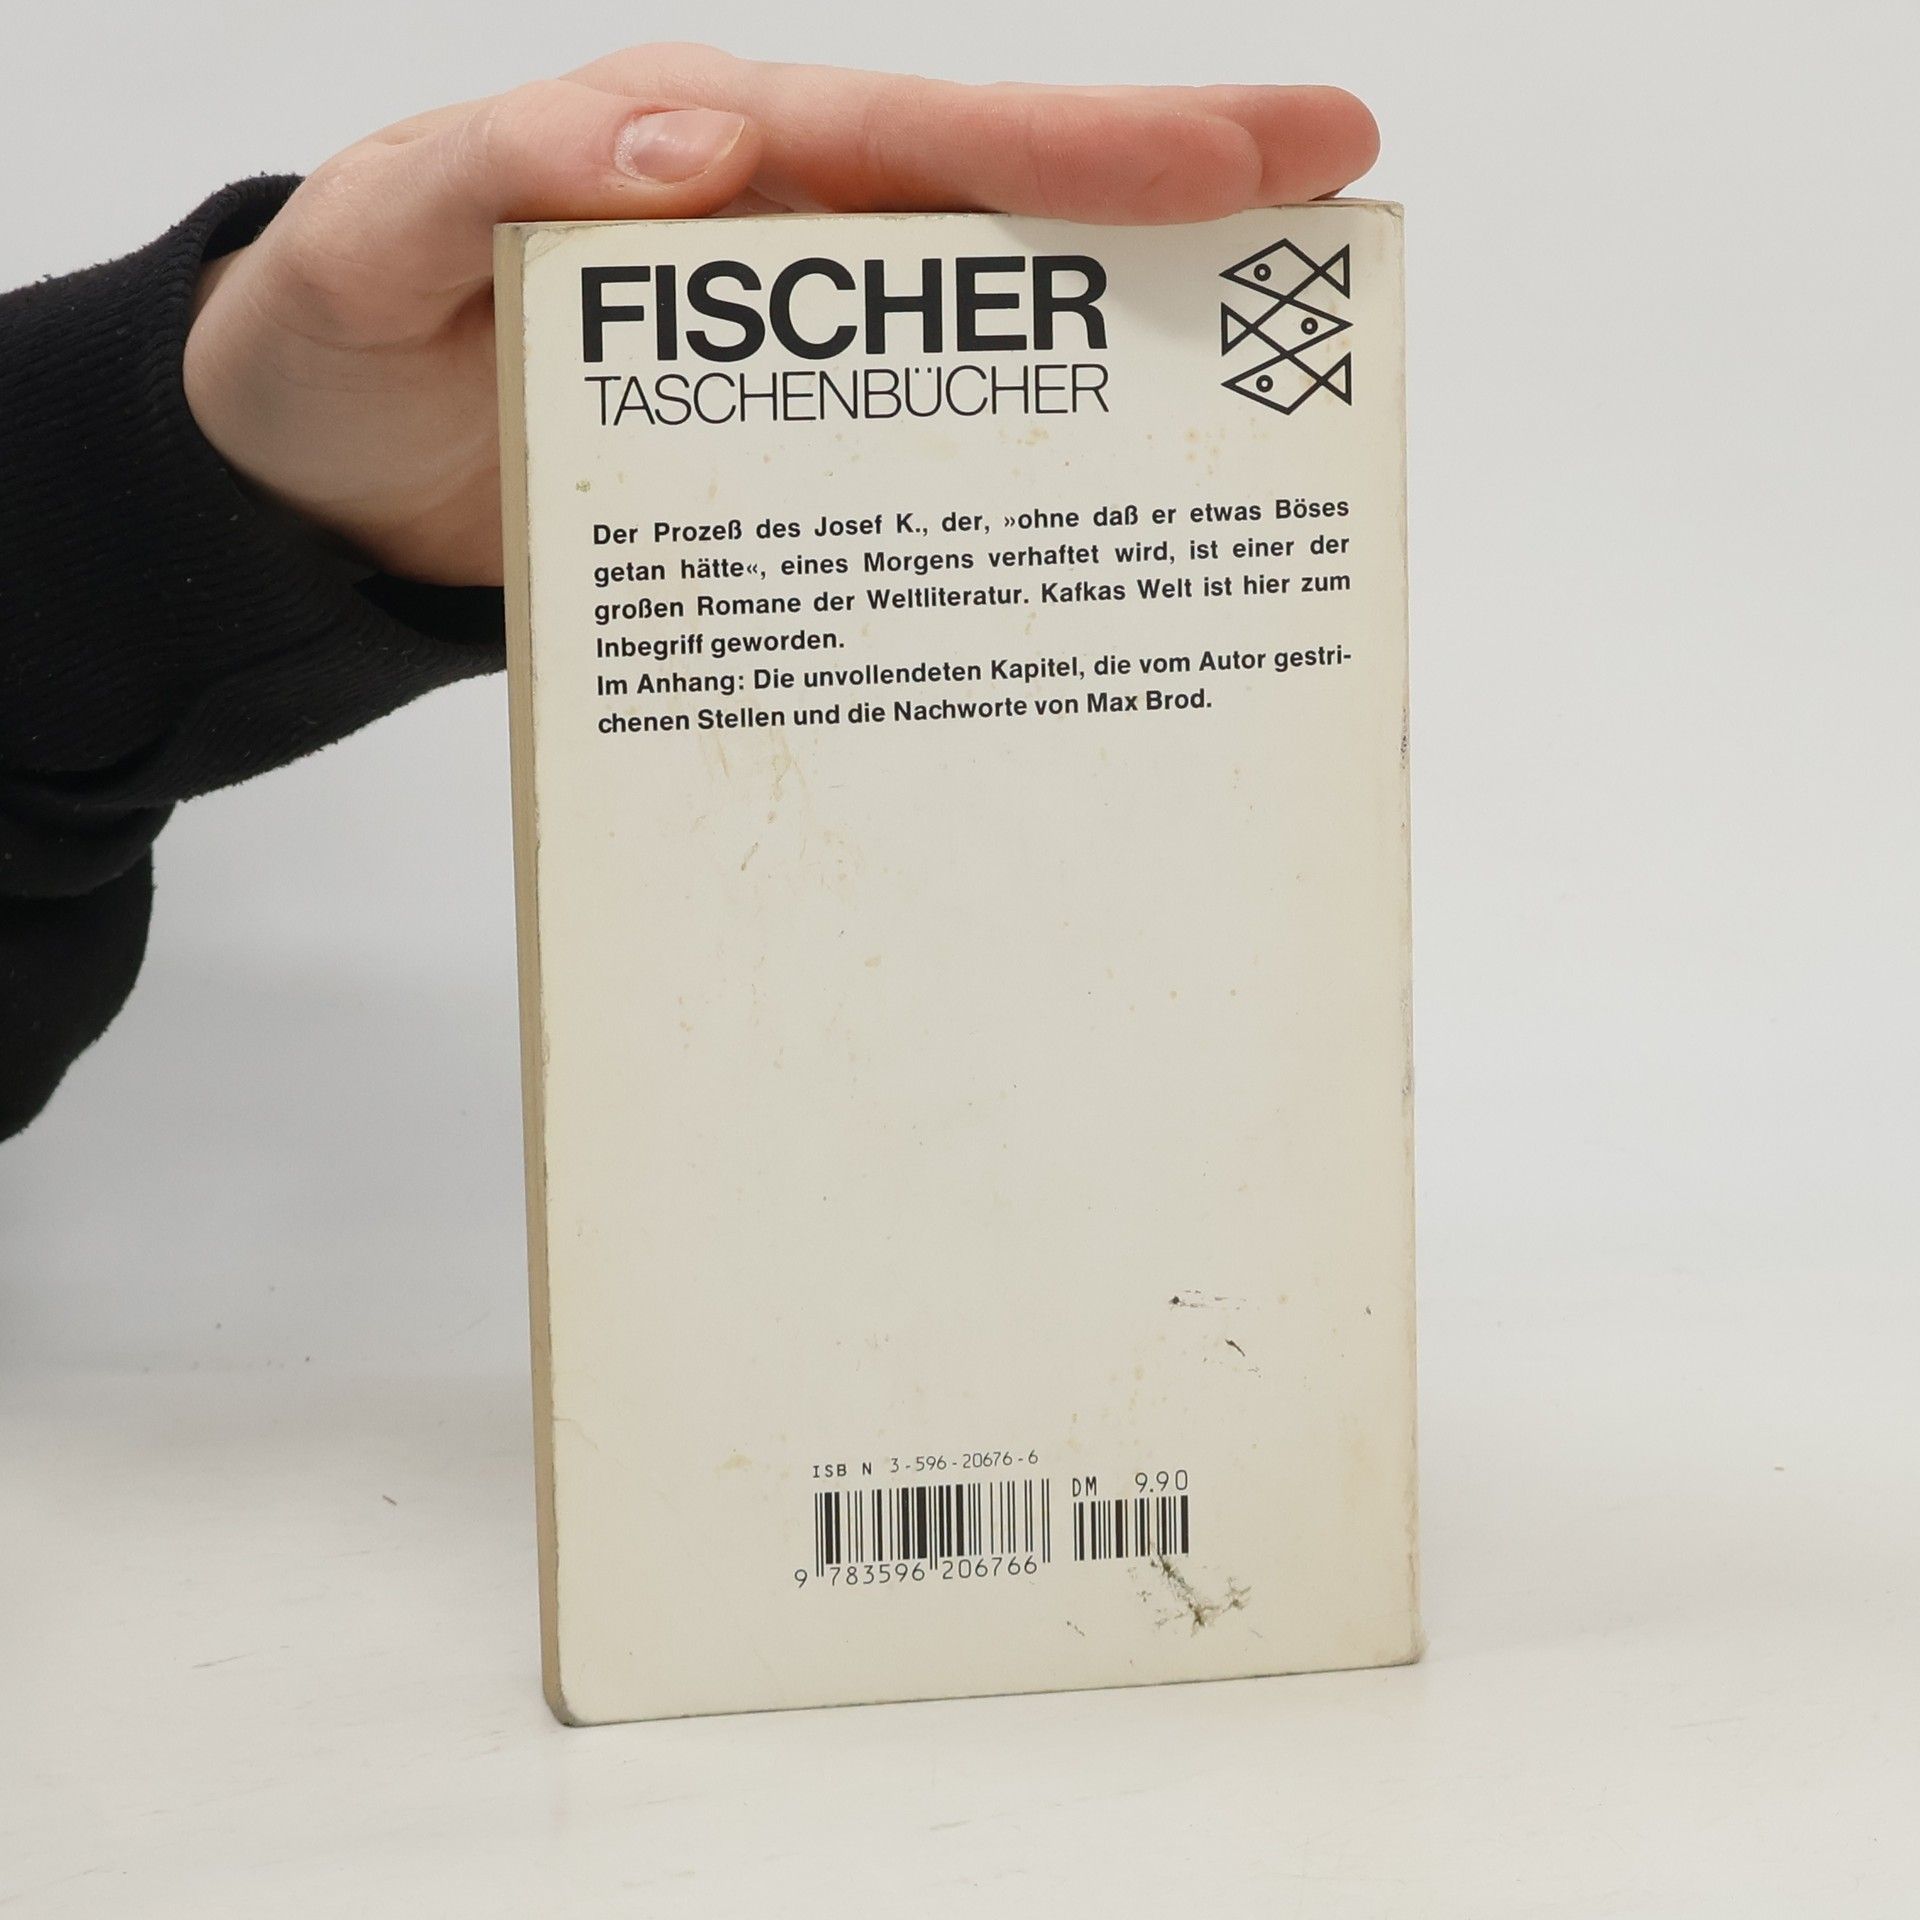 FISCHER
TASCHENBÜCHER
Der Prozeß des Josef K., der, »ohne daß er etwas Böses
getan hätte«, eines Morgens verhaftet wird, ist einer der
großen Romane der Weltliteratur. Kafkas Welt ist hier zum
Inbegriff geworden.
Im Anhang: Die unvollendeten Kapitel, die vom Autor gestri-
chenen Stellen und die Nachworte von Max Brod.
ISBN 3-596-20676-6
DM 9.90
9 783596 206766